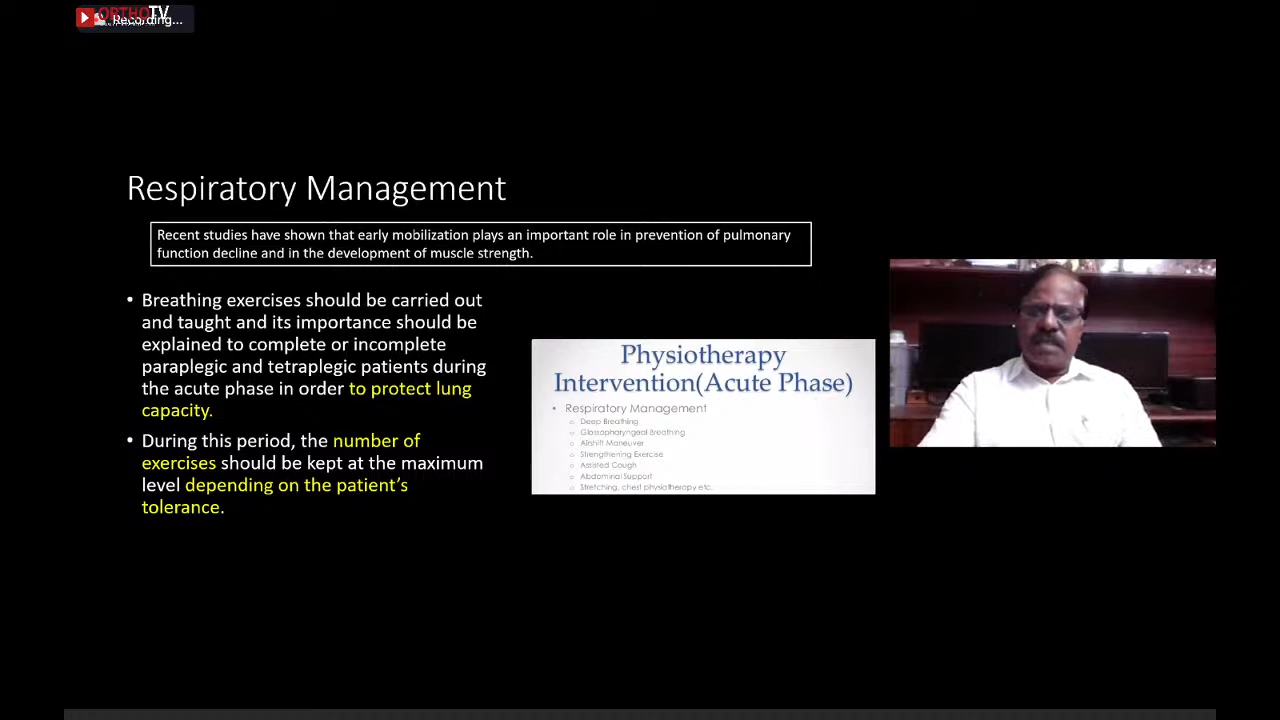 ORTHOTV
Recording...
Respiratory Management
Recent studies have shown that early mobilization plays an important role in prevention of pulmonary
function decline and in the development of muscle strength.
• Breathing exercises should be carried out
and taught and its importance should be
explained to complete or incomplete
paraplegic and tetraplegic patients during
the acute phase in order to protect lung
capacity.
• During this period, the number of
exercises should be kept at the maximum
level depending on the patient’s
tolerance.
Physiotherapy
Intervention(Acute Phase)
• Respiratory Management
Deep Breathing
Glossopharyngeal Breathing
Airshift Maneuver
Strengthening Exercise
Assisted Cough
Abdominal Support
Stretching, chest physiotherapy etc.